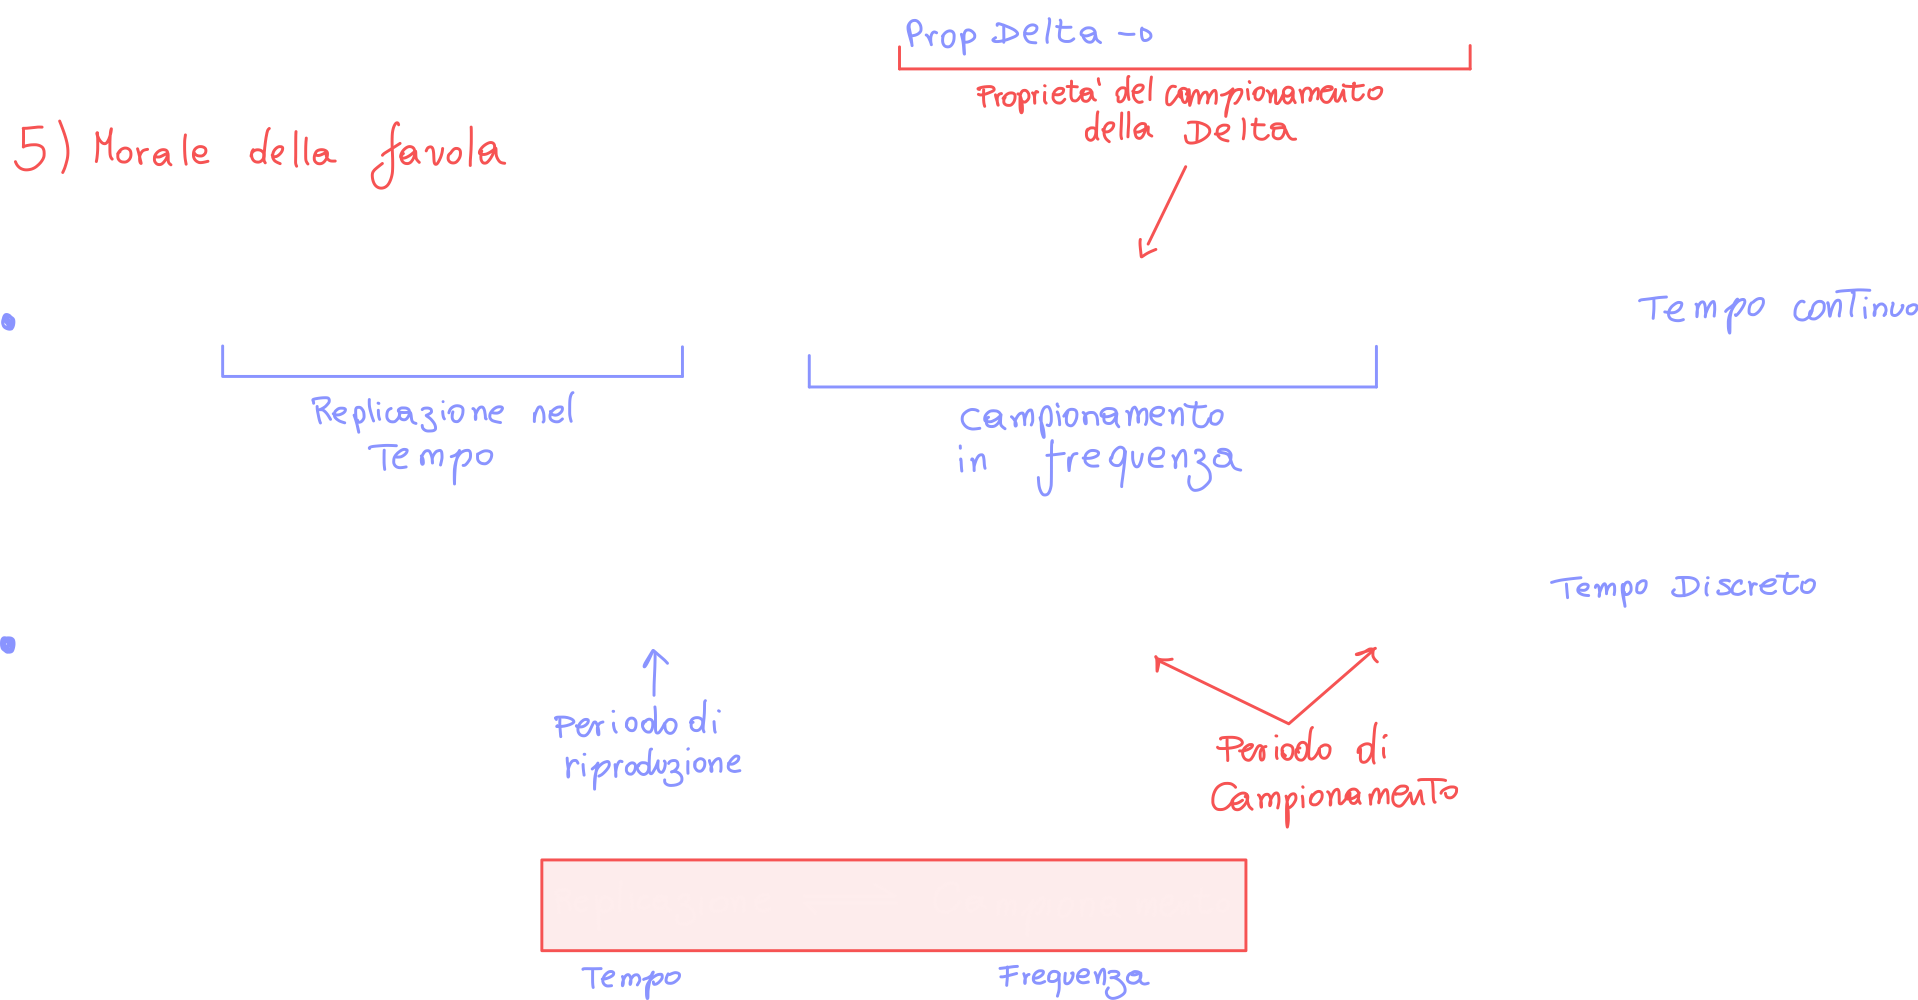 Prop Delta
Proprietà del campionamento
della Delta
5) Morale della favola
Tempo continuo
Replicazione nel
Tempo
Campionamento
in frequenza
Tempo Discreto
Periodo di
riproduzione
Periodo di
Campionamento
Tempo
Frequenza